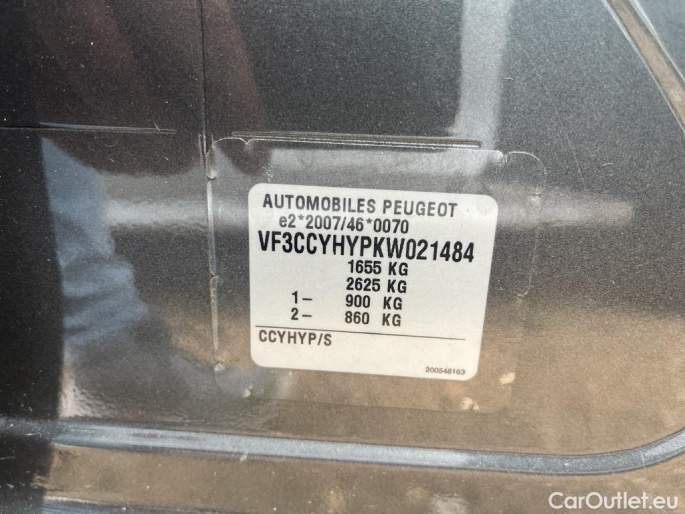 AUTOMOBILES PEUGEOT
e2*2007/46*0070
VF3CCYHYPKW021484
1655 KG
2625 KG
1- 900 KG
2- 860 KG
CCYHYP/S
200548163
CarOutlet.eu